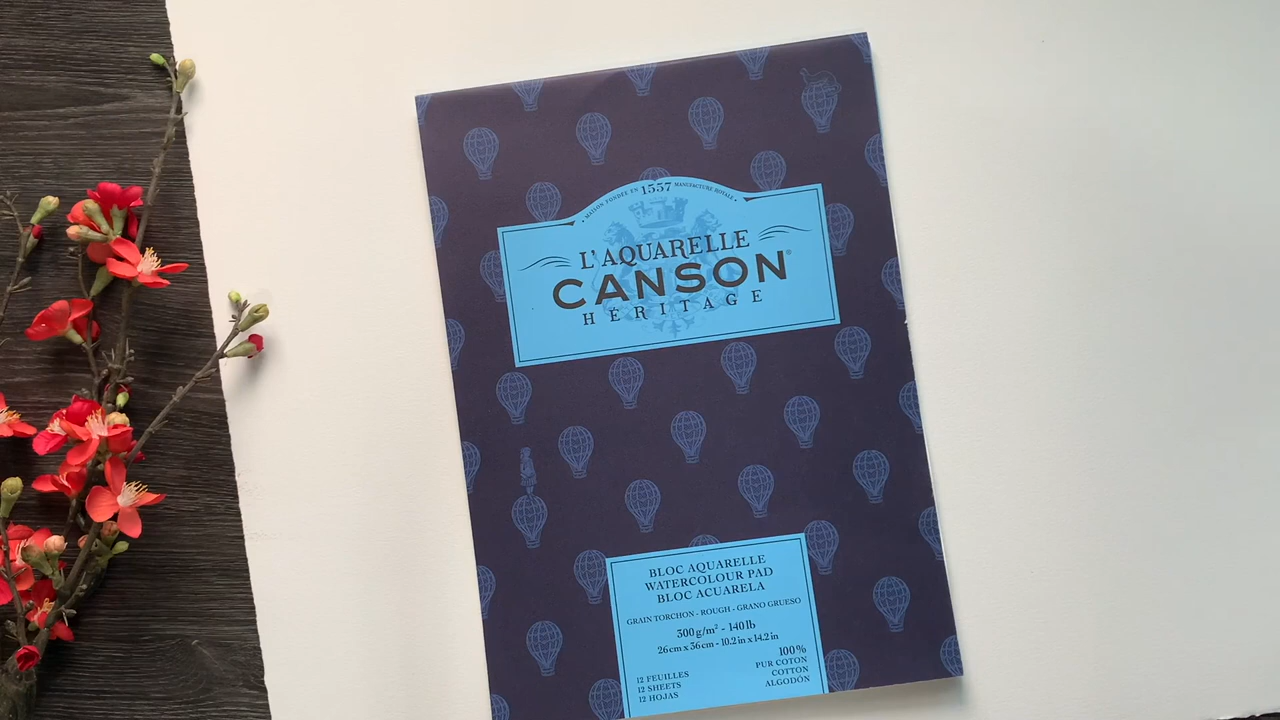 MAISON FONDÉE EN 1557 MANUFACTURE ROYALE
L'AQUARELLE
CANSON®
HÉRITAGE
BLOC AQUARELLE
WATERCOLOUR PAD
BLOC ACUARELA
GRAIN TORCHON - ROUGH - GRANO GRUESO
300 g/m² - 140 lb
26 cm x 36 cm - 10.2 in x 14.2 in
12 FEUILLES
12 SHEETS
12 HOJAS
100%
PUR COTON
COTTON
ALGODÓN